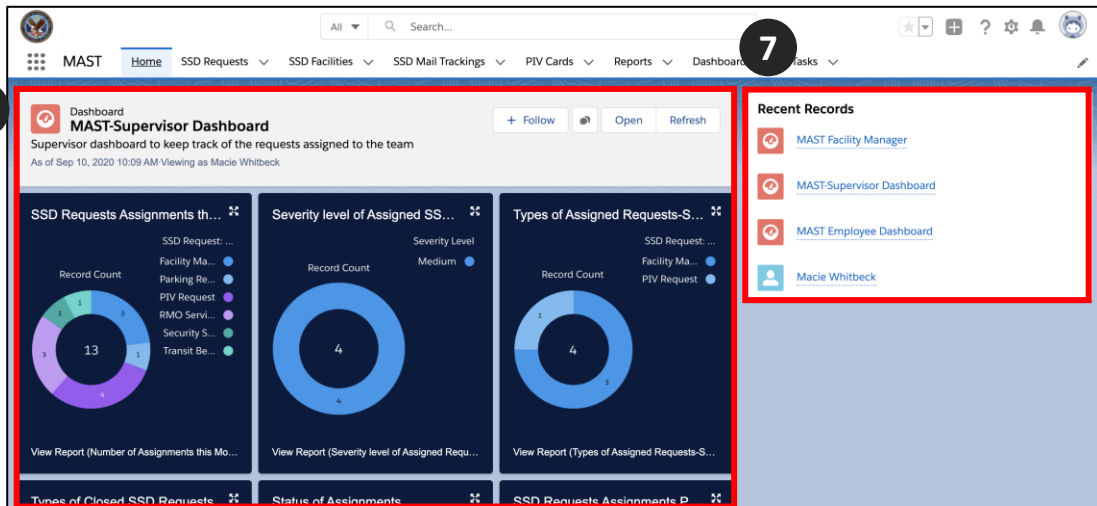 All
Search...
7
MAST
Home
SSD Requests
SSD Facilities
SSD Mail Trackings
PIV Cards
Reports
Dashboar
Tasks
Dashboard
MAST-Supervisor Dashboard
Supervisor dashboard to keep track of the requests assigned to the team
As of Sep 10, 2020 10:09 AM·Viewing as Macie Whitbeck
+ Follow
Open
Refresh
SSD Requests Assignments th...
SSD Request: ...
Record Count
Facility Ma...
Parking Re...
PIV Request
RMO Servi...
Security S...
Transit Be...
1
3
1
1
3
13
4
View Report (Number of Assignments this Mo...
Severity level of Assigned SS...
Severity Level
Record Count
Medium
4
4
View Report (Severity level of Assigned Requ...
Types of Assigned Requests-S...
SSD Request: ...
Record Count
Facility Ma...
PIV Request
1
4
3
View Report (Types of Assigned Requests-S...
Types of Closed SSD Requests
Status of Assignments
SSD Requests Assignments P
Recent Records
MAST Facility Manager
MAST-Supervisor Dashboard
MAST Employee Dashboard
Macie Whitbeck